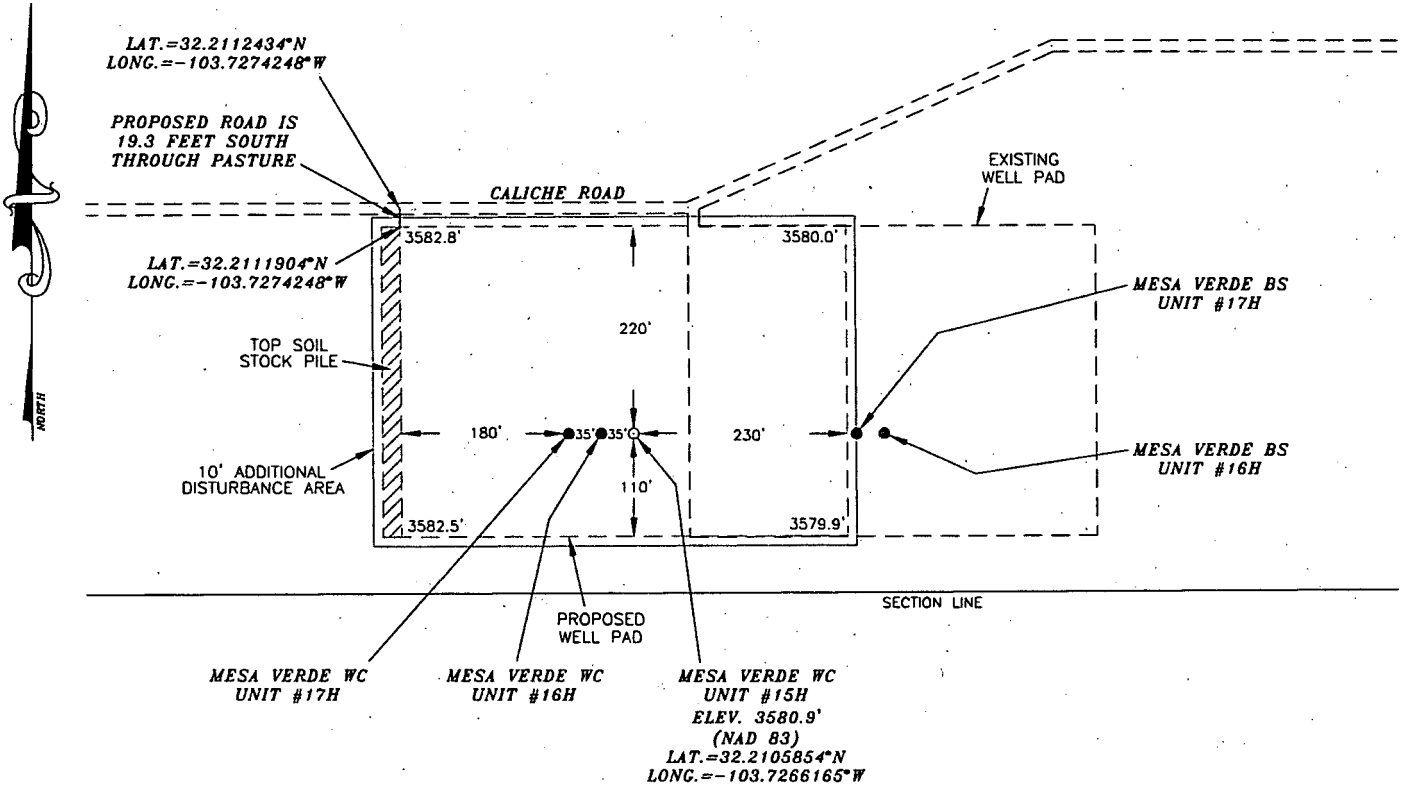 LAT.=32.2112434°N
LONG.=-103.7274248°W
PROPOSED ROAD IS
19.3 FEET SOUTH
THROUGH PASTURE
CALICHE ROAD
EXISTING
WELL PAD
3582.8'
3580.0'
LAT.=32.2111904°N
LONG.=-103.7274248°W
MESA VERDE BS
UNIT #17H
220'
TOP SOIL
STOCK PILE
NORTH
180'
35'
35'
230'
MESA VERDE BS
UNIT #16H
10' ADDITIONAL
DISTURBANCE AREA
110'
3582.5'
3579.9'
SECTION LINE
PROPOSED
WELL PAD
MESA VERDE WC
UNIT #17H
MESA VERDE WC
UNIT #16H
MESA VERDE WC
UNIT #15H
ELEV. 3580.9'
(NAD 83)
LAT.=32.2105854°N
LONG.=-103.7266165°W